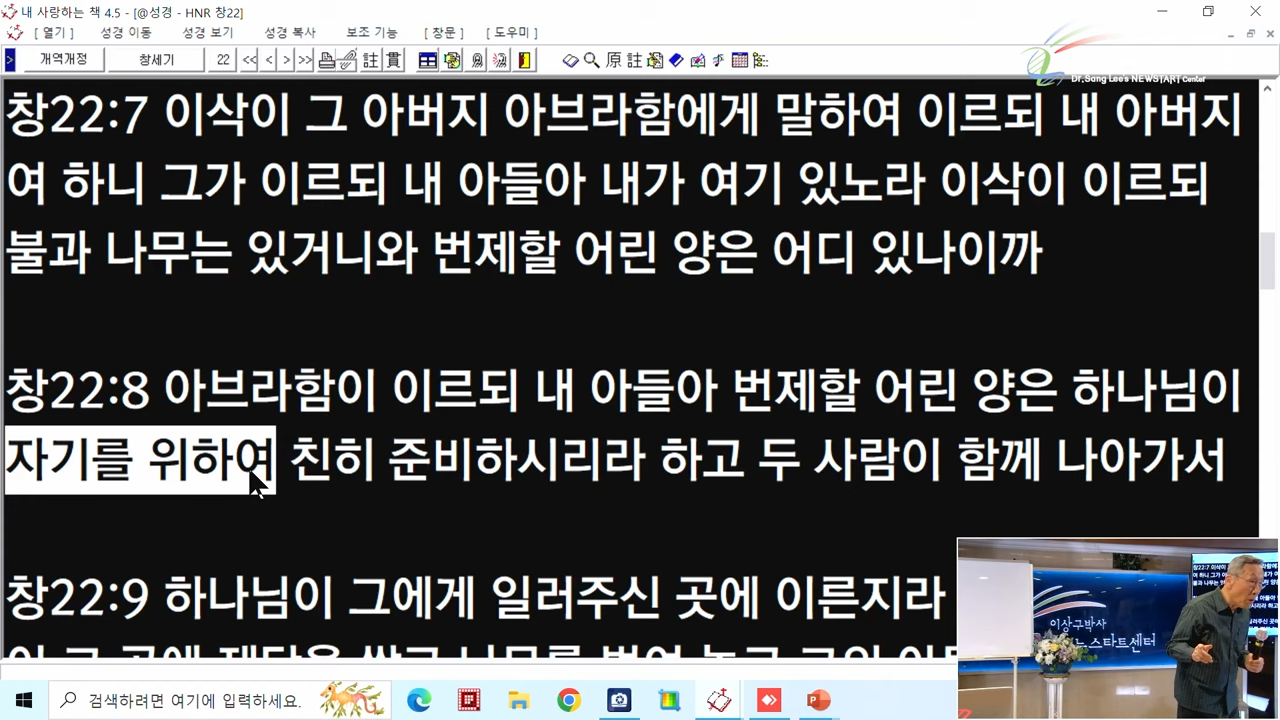 내 사랑하는 책 4.5 - [@성경 - HNR 창22]
[ 열기 ] 성경 이동 성경 보기 성경 복사 보조 기능 [ 창문 ] [ 도우미 ]
> 개역개정 창세기 22 << < > >> 註 貫 原 註
Dr. Sang Lee's NEWSTART Center
창22:7 이삭이 그 아버지 아브라함에게 말하여 이르되 내 아버지
여 하니 그가 이르되 내 아들아 내가 여기 있노라 이삭이 이르되
불과 나무는 있거니와 번제할 어린 양은 어디 있나이까
창22:8 아브라함이 이르되 내 아들아 번제할 어린 양은 하나님이
자기를 위하여 친히 준비하시리라 하고 두 사람이 함께 나아가서
창22:9 하나님이 그에게 일러주신 곳에 이른지라
이상구박사
뉴스타트센터
검색하려면 여기에 입력하세요.